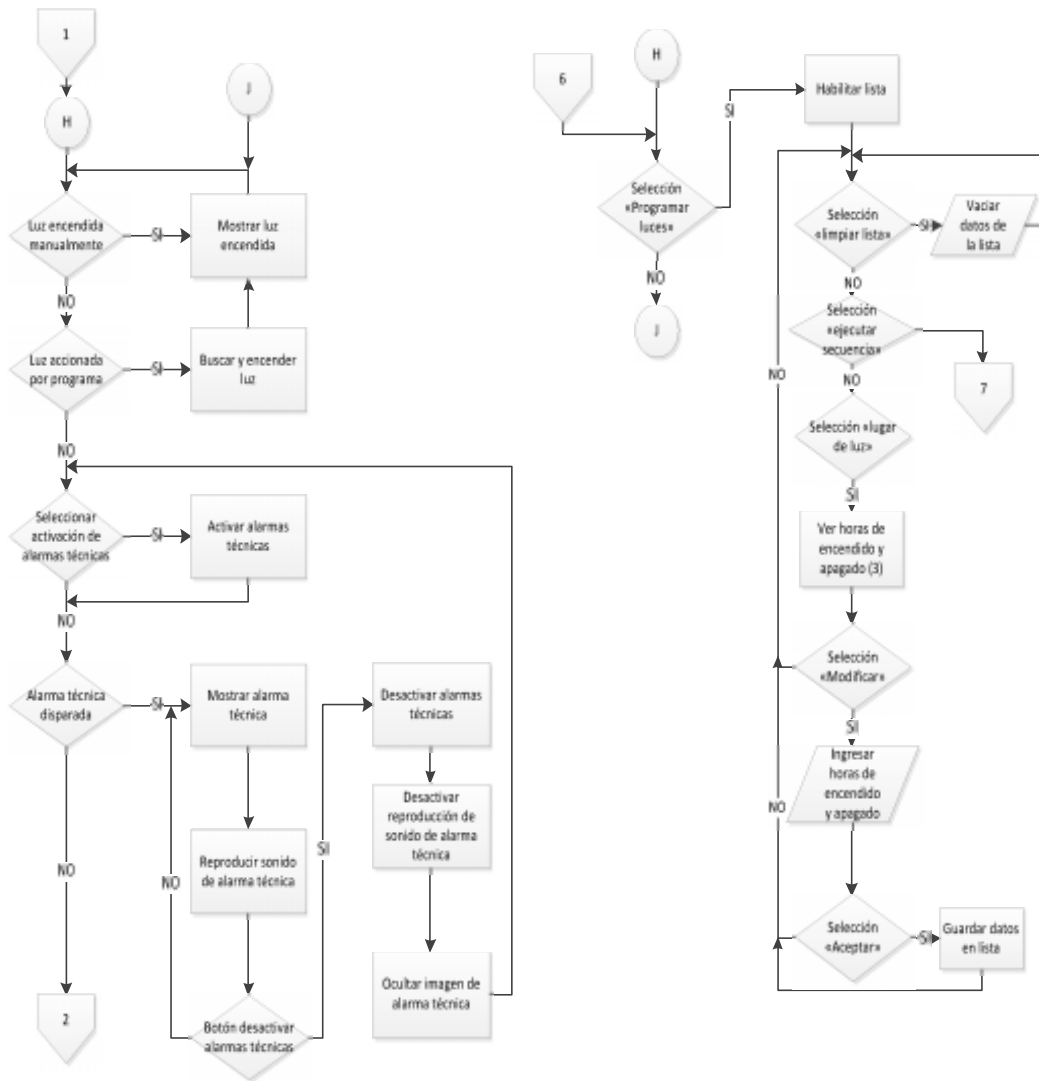 1
H
J
Luz encendida
manualmente
SI
Mostrar luz
encendida
NO
Luz accionada
por programa
SI
Buscar y encender
luz
NO
Seleccionar
activación de
alarmas técnicas
SI
Activar alarmas
técnicas
NO
Alarma técnica
disparada
SI
Mostrar alarma
técnica
Desactivar alarmas
técnicas
Desactivar
reproducción de
sonido de alarma
técnica
SI
NO
NO
Reproducir sonido
de alarma técnica
Ocultar imagen de
alarma técnica
2
Botón desactivar
alarmas técnicas
6
H
Habilitar lista
SI
Selección
«Programar
luces»
NO
J
Selección
«limpiar lista»
SI
Vaciar
datos de
la lista
NO
Selección
«ejecutar
secuencia»
7
NO
NO
Selección «lugar
de luz»
SI
Ver horas de
encendido y
apagado (3)
Selección
«Modificar»
SI
Ingresar
horas de
encendido
y apagado
NO
Selección
«Aceptar»
SI
Guardar datos
en lista